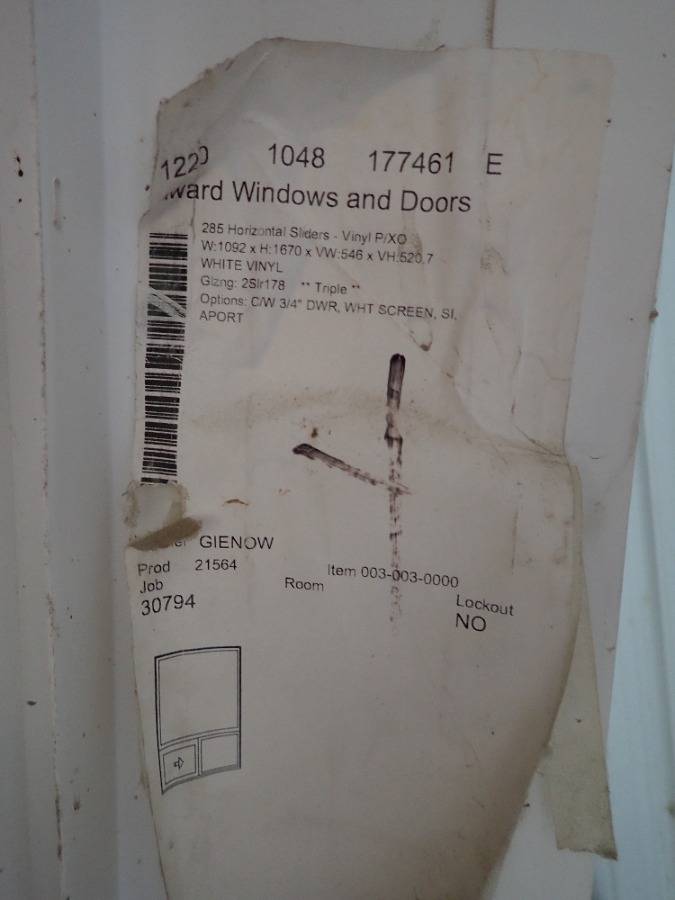 1220 1048 177461 E
ward Windows and Doors
285 Horizontal Sliders - Vinyl P/XO
W:1092 x H:1670 x VW:546 x VH:520.7
WHITE VINYL
Glzng: 2Slr178 ** Triple **
Options: C/W 3/4" DWR, WHT SCREEN, SI,
APORT
GIENOW
Prod 21564
Item 003-003-0000
Job
Room
Lockout
30794
NO